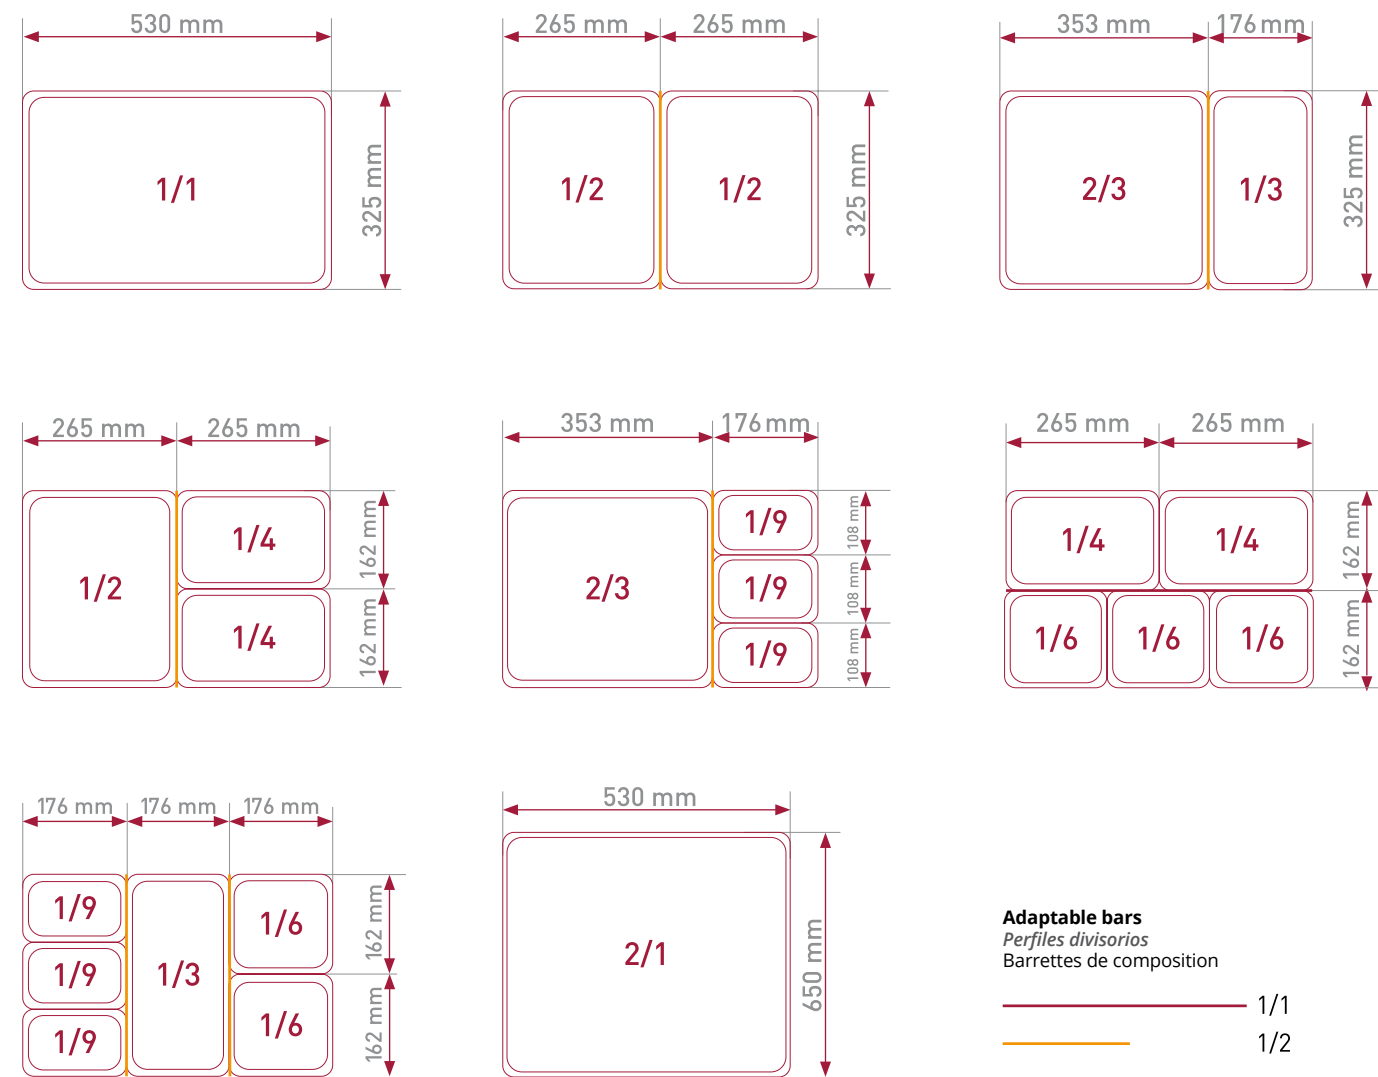 530 mm
1/1
325 mm
265 mm 265 mm
1/2 1/2
325 mm
353 mm 176 mm
2/3 1/3
325 mm
265 mm 265 mm
1/2
1/4
1/4
162 mm
162 mm
353 mm 176 mm
2/3
1/9
1/9
1/9
108 mm
108 mm
108 mm
265 mm 265 mm
1/4 1/4
1/6 1/6 1/6
162 mm
162 mm
176 mm 176 mm 176 mm
1/9
1/9
1/9
1/3
1/6
1/6
162 mm
162 mm
530 mm
2/1
650 mm
Adaptable bars
Perfiles divisorios
Barrettes de composition
1/1
1/2